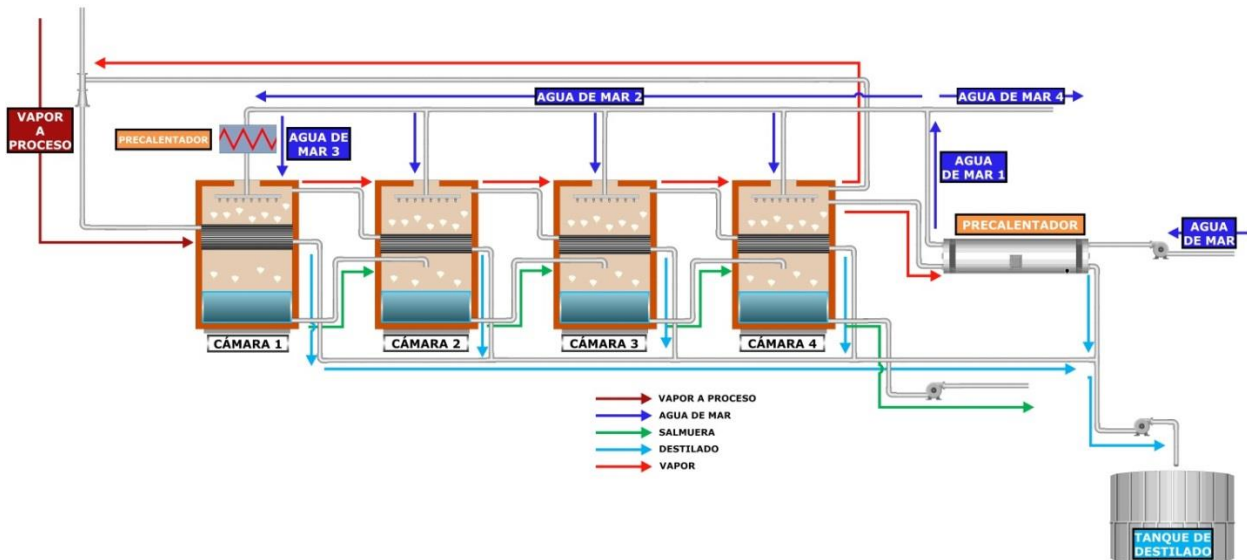 AGUA DE MAR 2
AGUA DE MAR 4
VAPOR
A
PROCESO
PRECALENTADOR
AGUA DE
MAR 3
AGUA
DE MAR 1
PRECALENTADOR
AGUA
DE MAR
CÁMARA 1
CÁMARA 2
CÁMARA 3
CÁMARA 4
VAPOR A PROCESO
AGUA DE MAR
SALMUERA
DESTILADO
VAPOR
TANQUE DE
DESTILADO